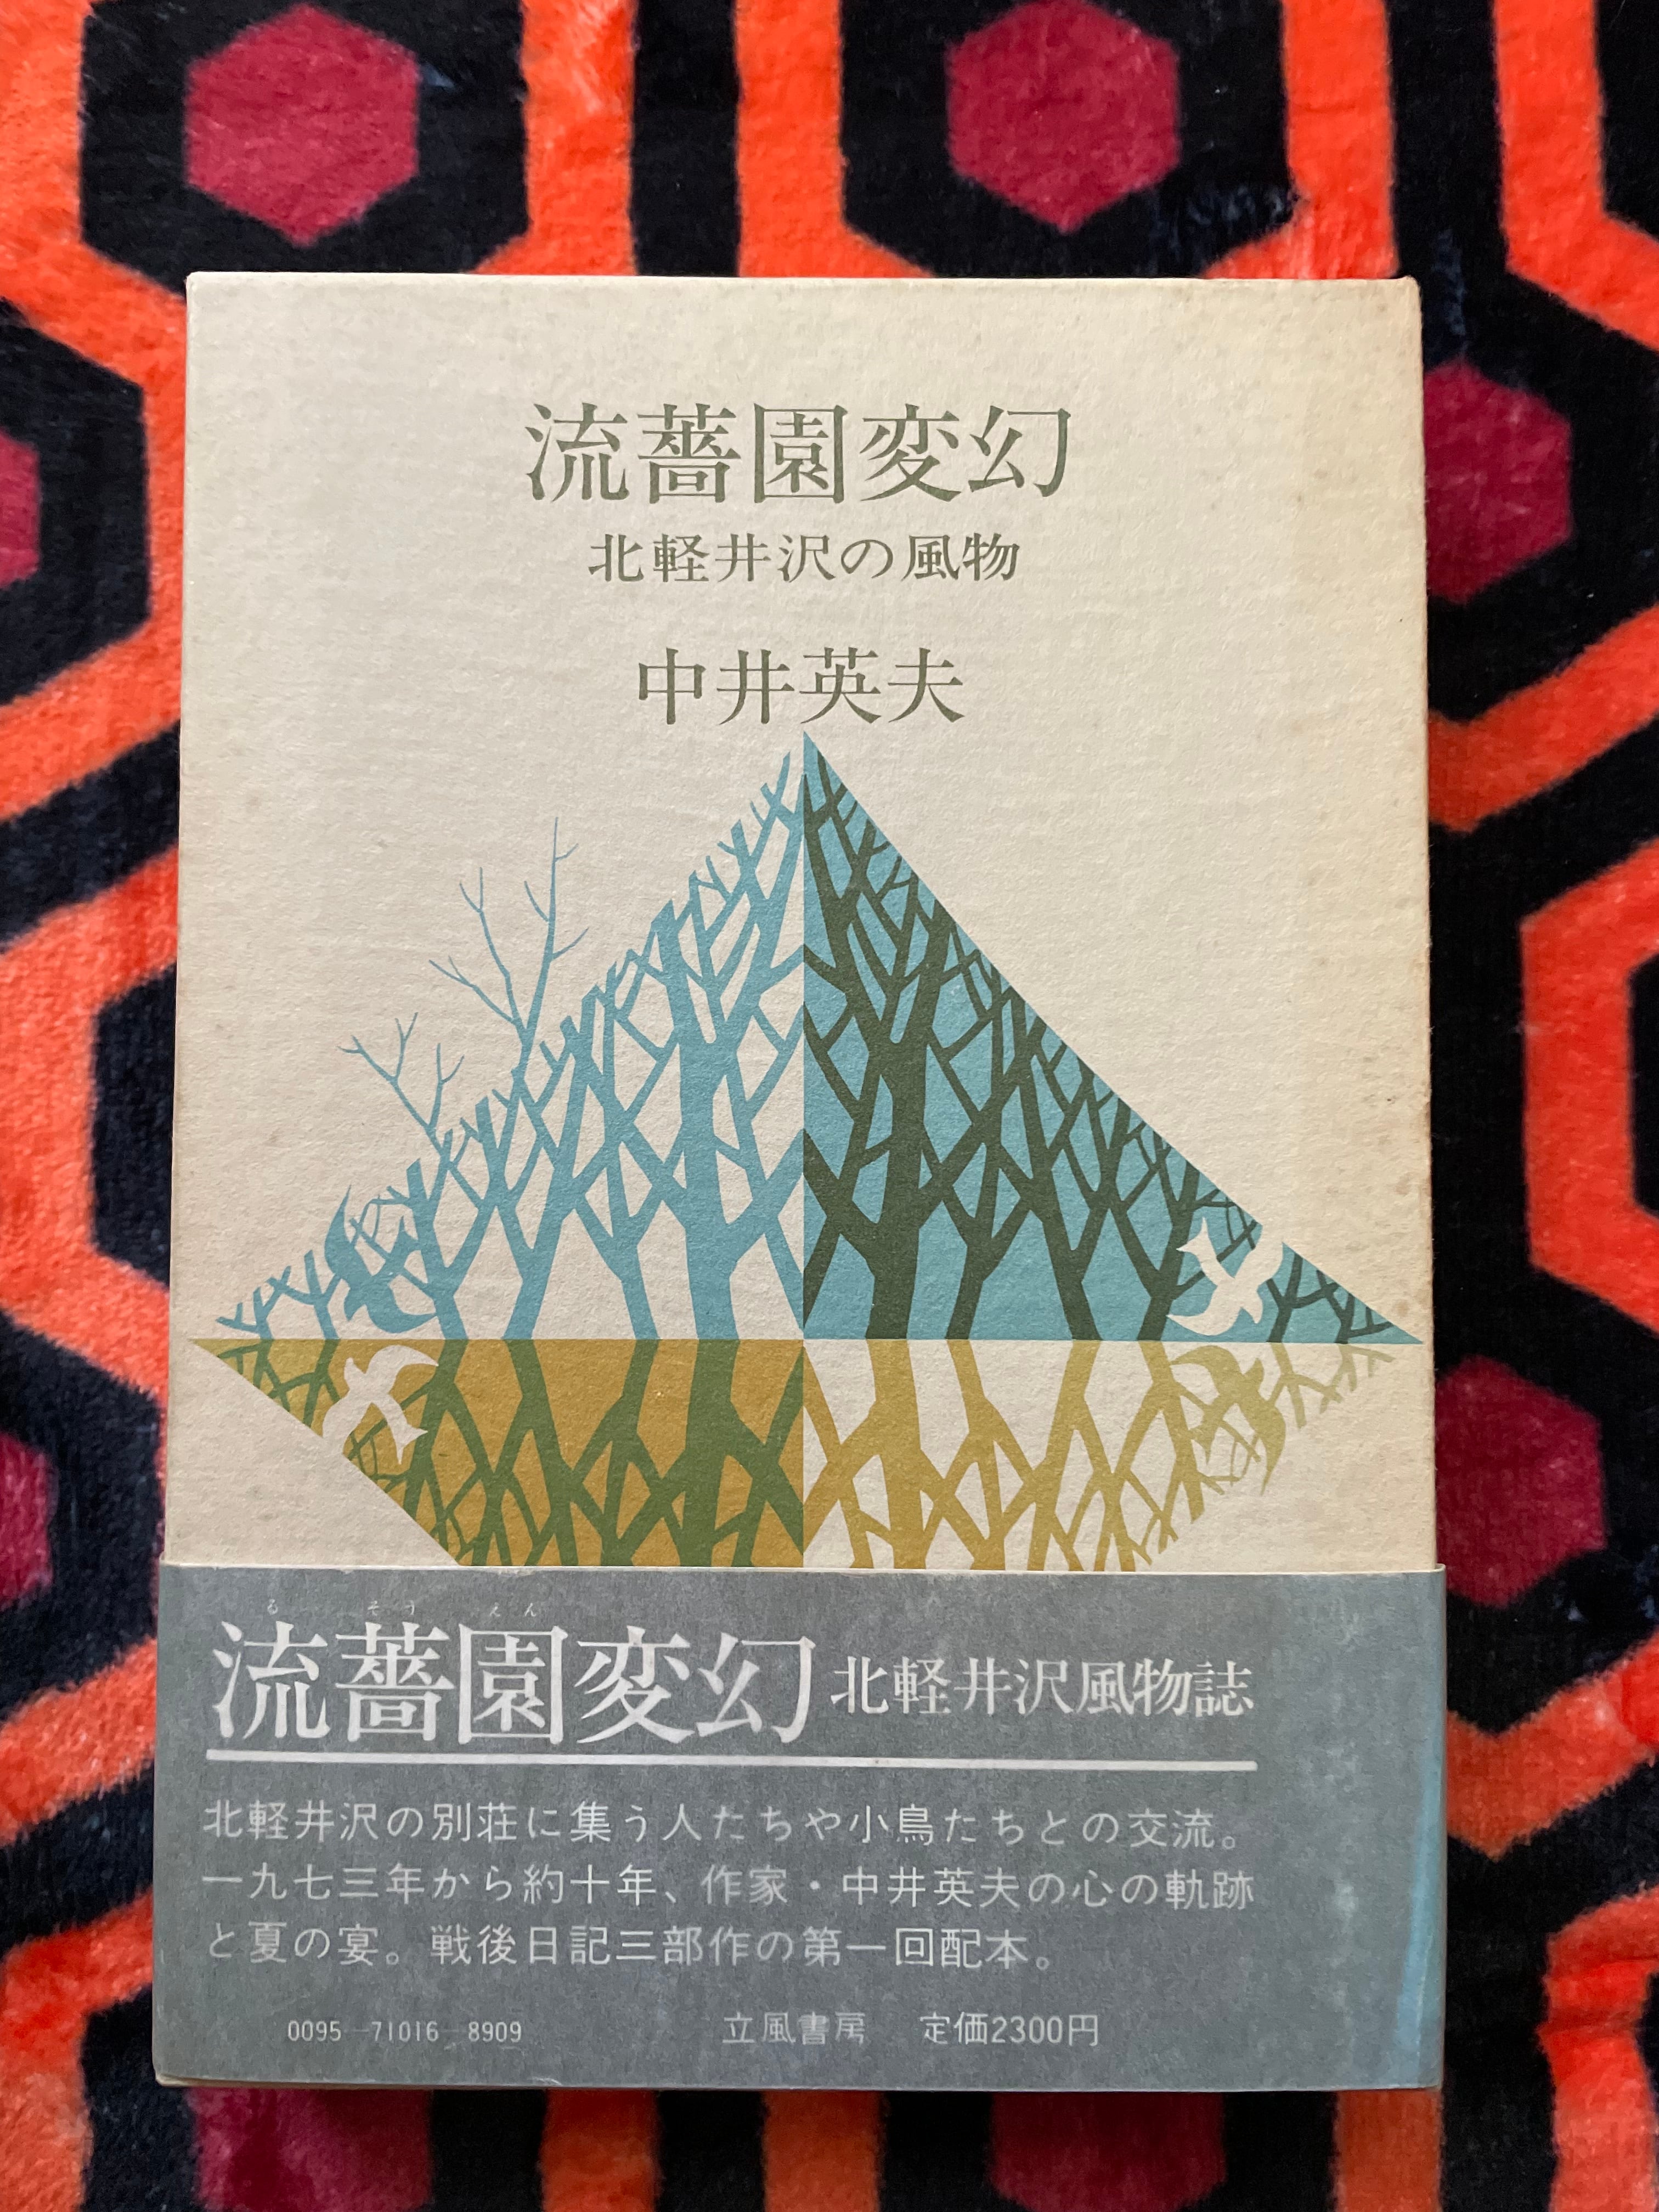 流薔園変幻
北軽井沢の風物
中井英夫
る そう えん
流薔園変幻 北軽井沢風物誌
北軽井沢の別荘に集う人たちや小鳥たちとの交流。
一九七三年から約十年、作家・中井英夫の心の軌跡
と夏の宴。戦後日記三部作の第一回配本。
0095-71016-8909 立風書房 定価2300円